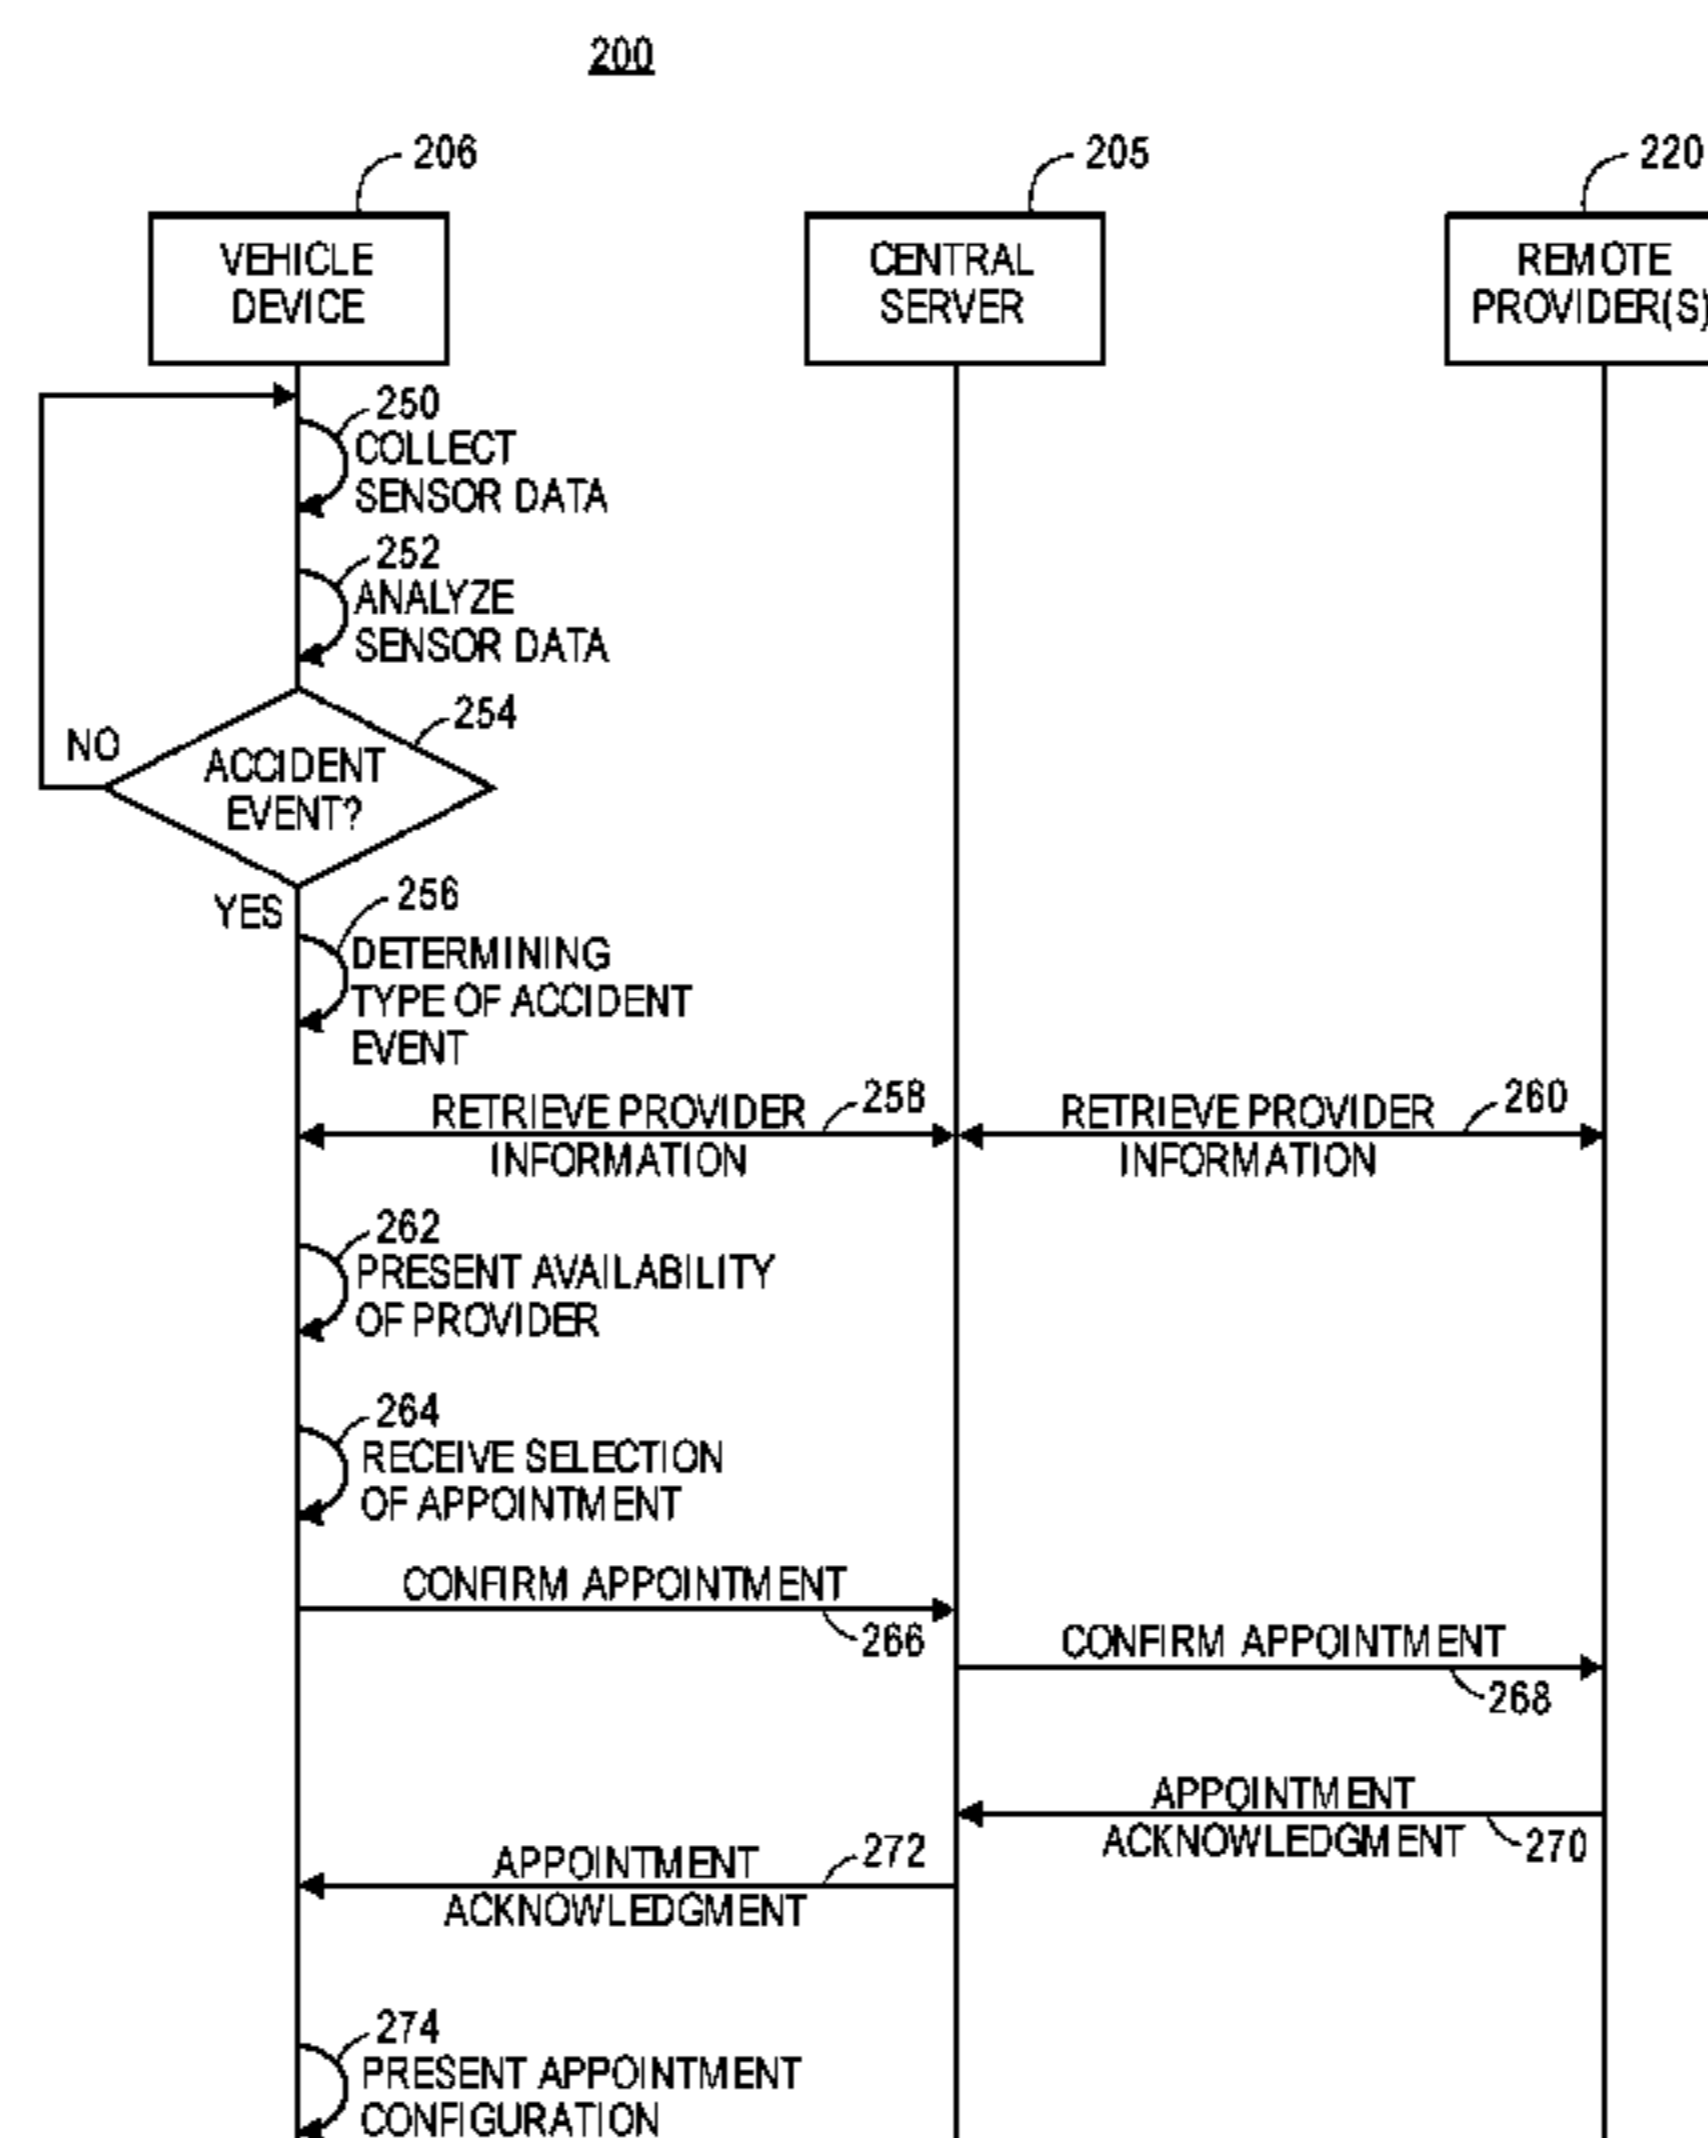 200
206
205
220
VEHICLE
DEVICE
CENTRAL
SERVER
REMOTE
PROVIDER(S)
250
COLLECT
SENSOR DATA
252
ANALYZE
SENSOR DATA
254
NO
ACCIDENT
EVENT?
YES
256
DETERMINING
TYPE OF ACCIDENT
EVENT
RETRIEVE PROVIDER
INFORMATION
258
RETRIEVE PROVIDER
INFORMATION
260
262
PRESENT AVAILABILITY
OF PROVIDER
264
RECEIVE SELECTION
OF APPOINTMENT
CONFIRM APPOINTMENT
266
CONFIRM APPOINTMENT
268
APPOINTMENT
ACKNOWLEDGMENT
270
APPOINTMENT
ACKNOWLEDGMENT
272
274
PRESENT APPOINTMENT
CONFIGURATION